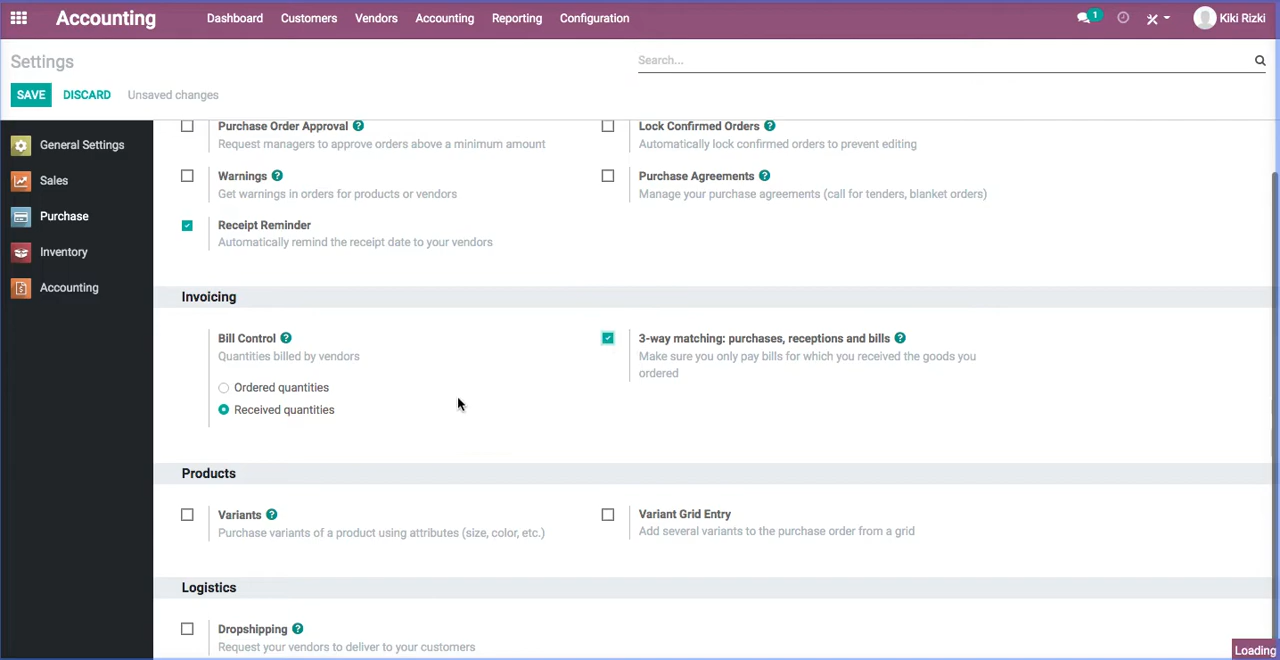 Accounting
Dashboard
Customers
Vendors
Accounting
Reporting
Configuration
1
Kiki Rizki
Settings
Search...
SAVE
DISCARD
Unsaved changes
General Settings
Sales
Purchase
Inventory
Accounting
Purchase Order Approval ?
Request managers to approve orders above a minimum amount
Lock Confirmed Orders ?
Automatically lock confirmed orders to prevent editing
Warnings ?
Get warnings in orders for products or vendors
Purchase Agreements ?
Manage your purchase agreements (call for tenders, blanket orders)
Receipt Reminder
Automatically remind the receipt date to your vendors
Invoicing
Bill Control ?
Quantities billed by vendors
Ordered quantities
Received quantities
3-way matching: purchases, receptions and bills ?
Make sure you only pay bills for which you received the goods you
ordered
Products
Variants ?
Purchase variants of a product using attributes (size, color, etc.)
Variant Grid Entry
Add several variants to the purchase order from a grid
Logistics
Dropshipping ?
Request your vendors to deliver to your customers
Loading